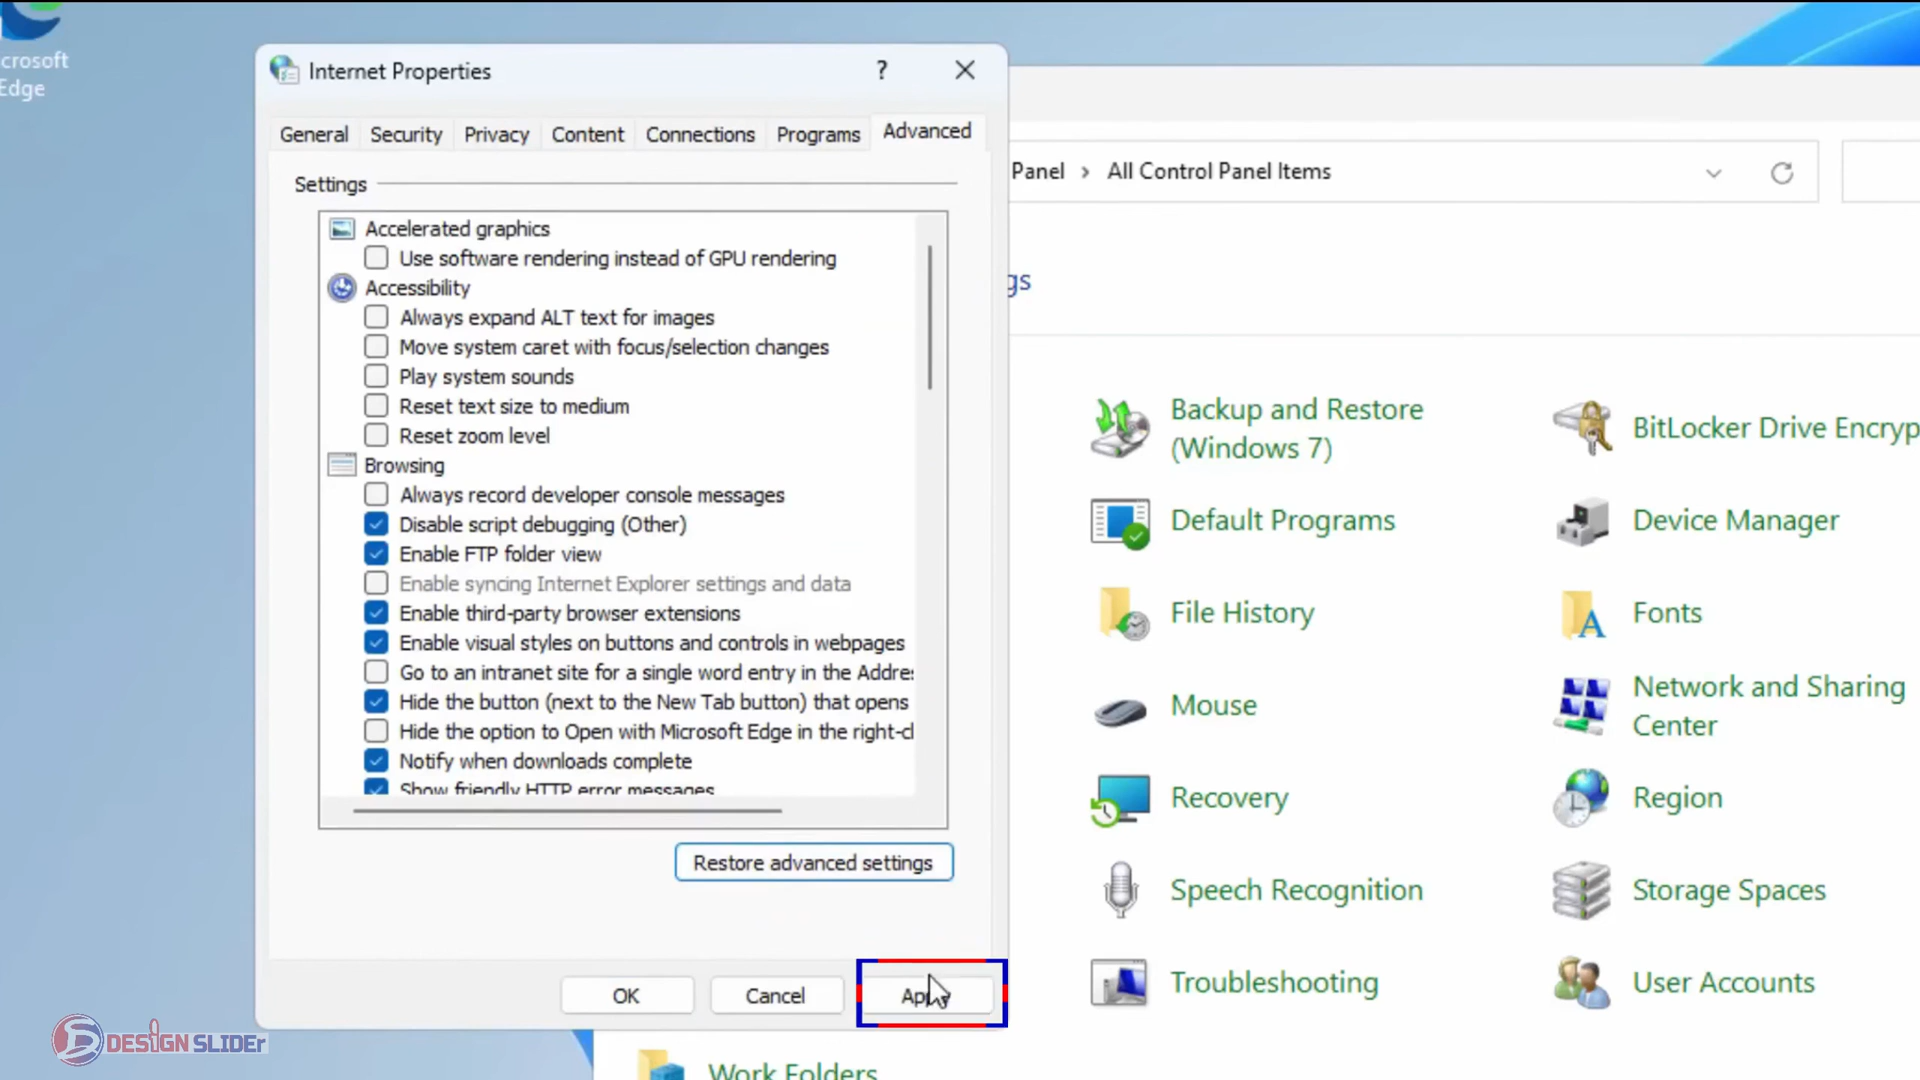 crosoft
Edge
Internet Properties
?
General
Security
Privacy
Content
Connections
Programs
Advanced
Settings
Accelerated graphics
Use software rendering instead of GPU rendering
Accessibility
Always expand ALT text for images
Move system caret with focus/selection changes
Play system sounds
Reset text size to medium
Reset zoom level
Browsing
Always record developer console messages
Disable script debugging (Other)
Enable FTP folder view
Enable syncing Internet Explorer settings and data
Enable third-party browser extensions
Enable visual styles on buttons and controls in webpages
Go to an intranet site for a single word entry in the Addre
Hide the button (next to the New Tab button) that opens
Hide the option to Open with Microsoft Edge in the right-cl
Notify when downloads complete
Show friendly HTTP error messages
Restore advanced settings
OK
Cancel
Panel > All Control Panel Items
gs
Backup and Restore
(Windows 7)
BitLocker Drive Encryp
Default Programs
Device Manager
File History
Fonts
Mouse
Network and Sharing
Center
Recovery
Region
Speech Recognition
Storage Spaces
Troubleshooting
User Accounts
Work Folders
DESIGN SLIDEr